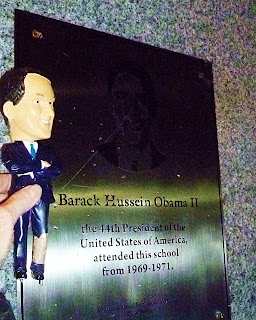 Barack Hussein Obama II
the 44th President of the
United States of America,
attended this school
from 1969-1971.